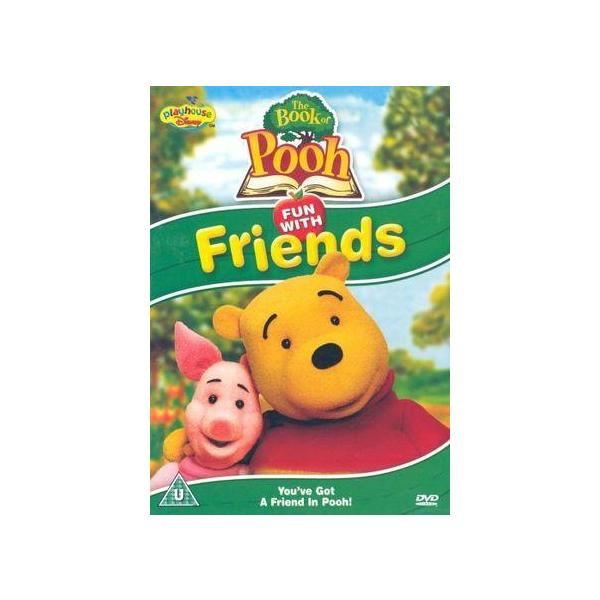 playhouse
Disney
The
Book of
Pooh
FUN WITH
Friends
You've Got
A Friend In Pooh!
U
DVD